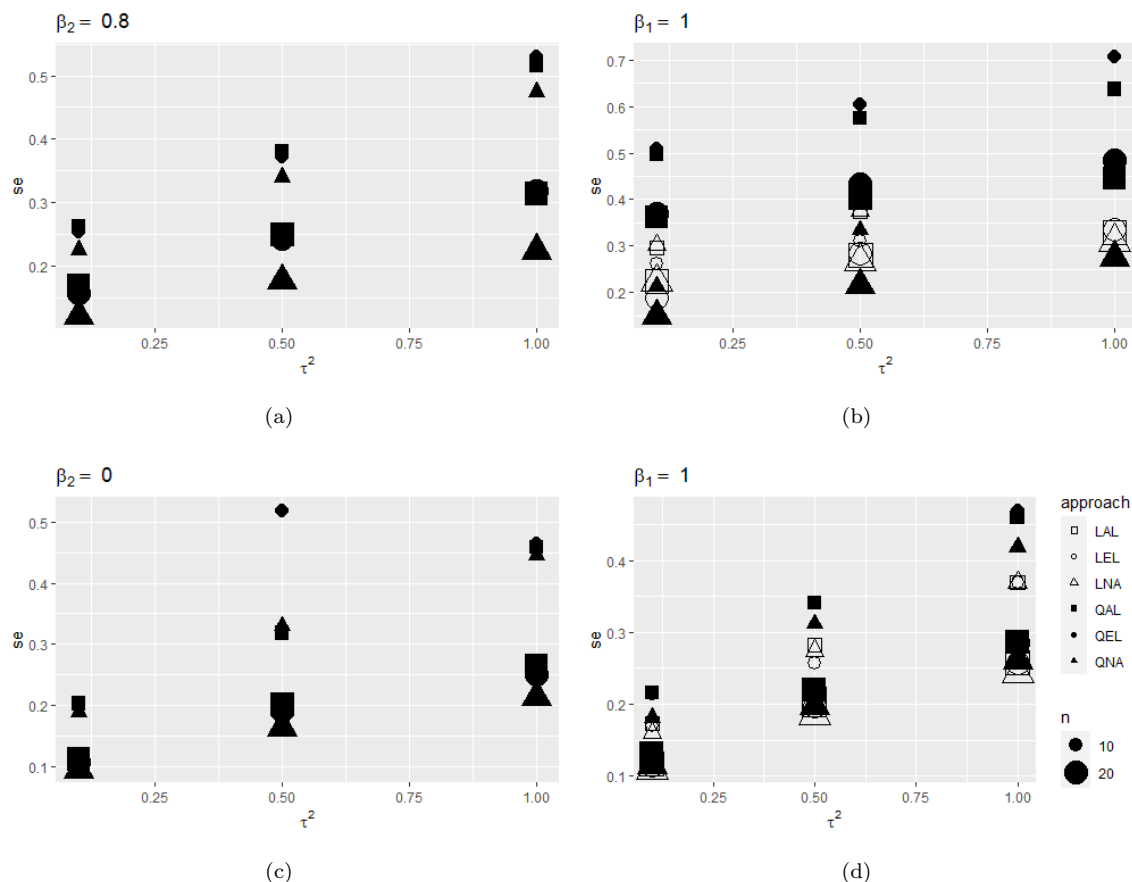 β₂ = 0.8
0.5
0.4
0.3
0.2
se
0.25
0.50
0.75
1.00
τ²
(a)
β₁ = 1
0.7
0.6
0.5
0.4
0.3
0.2
se
0.25
0.50
0.75
1.00
τ²
(b)
β₂ = 0
0.5
0.4
0.3
0.2
0.1
se
0.25
0.50
0.75
1.00
τ²
(c)
β₁ = 1
0.4
0.3
0.2
0.1
se
0.25
0.50
0.75
1.00
τ²
(d)
approach
LAL
LEL
LNA
QAL
QEL
QNA
n
10
20